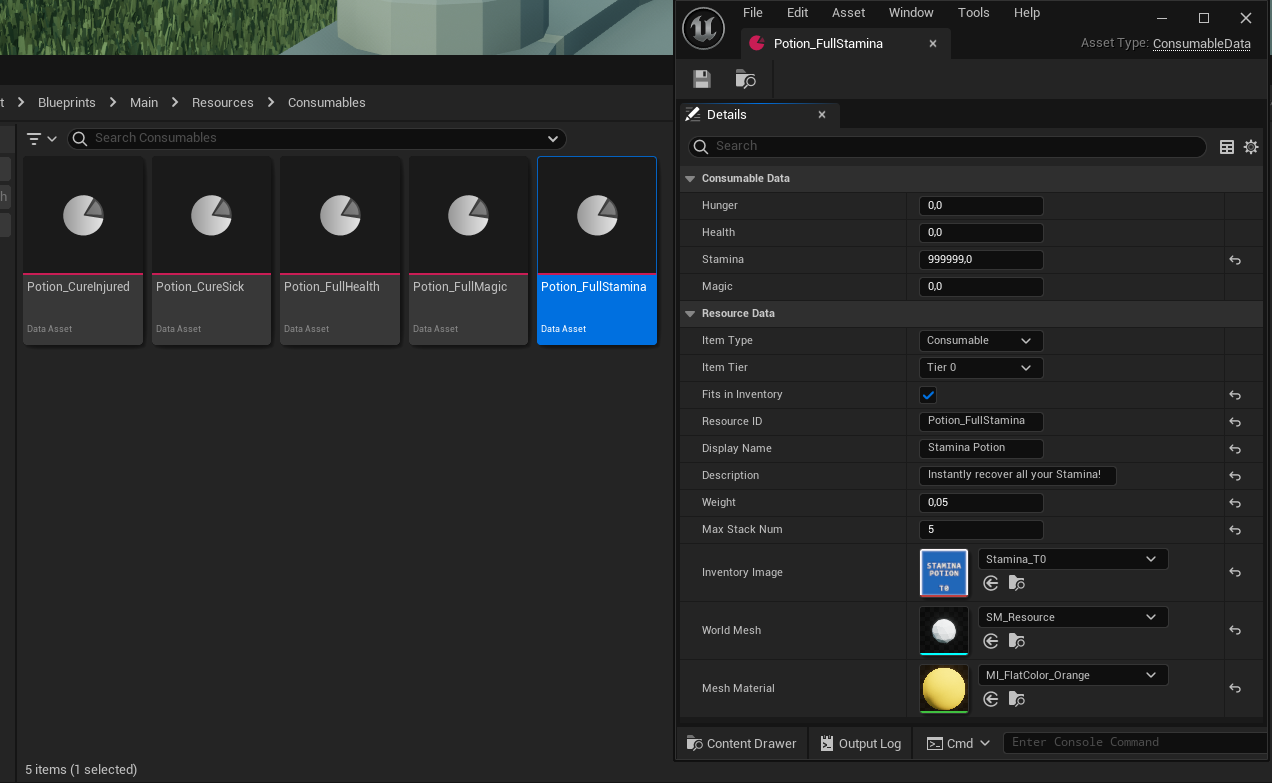 File Edit Asset Window Tools Help
Potion_FullStamina
Asset Type: ConsumableData
t Blueprints Main Resources Consumables
Search Consumables
h
Potion_CureInjured
Data Asset
Potion_CureSick
Data Asset
Potion_FullHealth
Data Asset
Potion_FullMagic
Data Asset
Potion_FullStamina
Data Asset
5 items (1 selected)
Details
Search
Consumable Data
Hunger 0,0
Health 0,0
Stamina 999999,0
Magic 0,0
Resource Data
Item Type Consumable
Item Tier Tier 0
Fits in Inventory
Resource ID Potion_FullStamina
Display Name Stamina Potion
Description Instantly recover all your Stamina!
Weight 0,05
Max Stack Num 5
Inventory Image
STAMINA
POTION
T0
Stamina_T0
World Mesh SM_Resource
Mesh Material MI_FlatColor_Orange
Content Drawer Output Log Cmd Enter Console Command